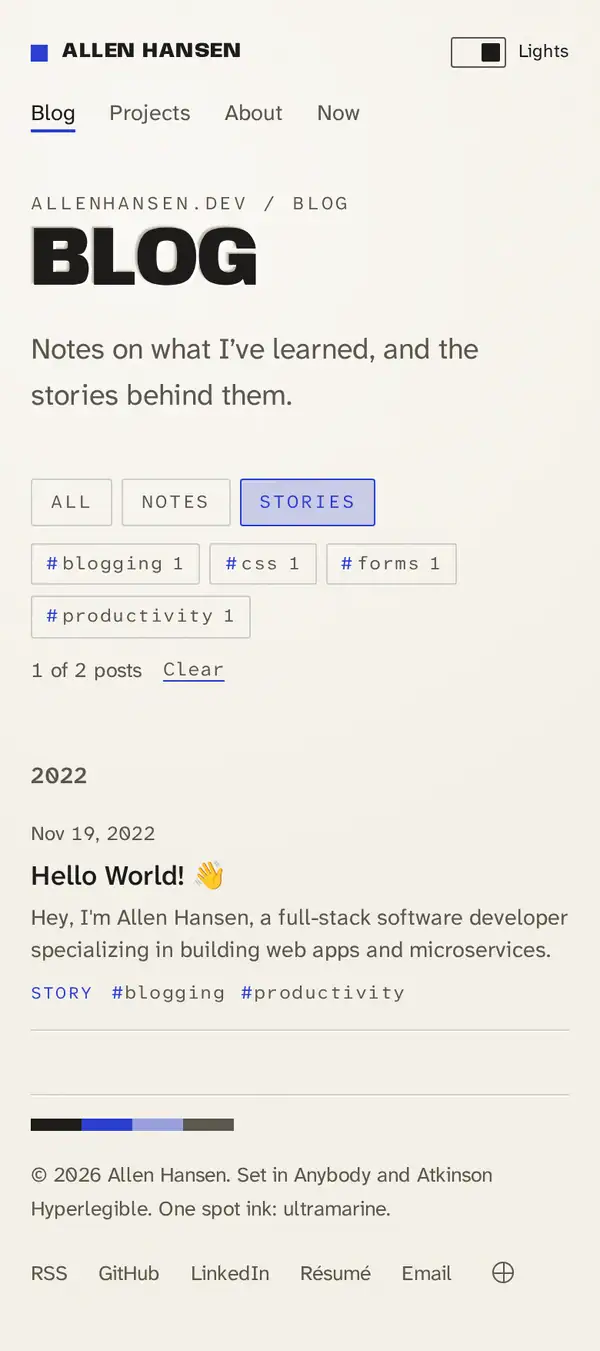 ALLEN HANSEN
Lights
Blog Projects About Now
ALLENHANSEN.DEV / BLOG
BLOG
Notes on what I’ve learned, and the
stories behind them.
ALL NOTES STORIES
#blogging 1 #css 1 #forms 1
#productivity 1
1 of 2 posts Clear
2022
Nov 19, 2022
Hello World! 👋
Hey, I'm Allen Hansen, a full-stack software developer
specializing in building web apps and microservices.
STORY #blogging #productivity
© 2026 Allen Hansen. Set in Anybody and Atkinson
Hyperlegible. One spot ink: ultramarine.
RSS GitHub LinkedIn Résumé Email